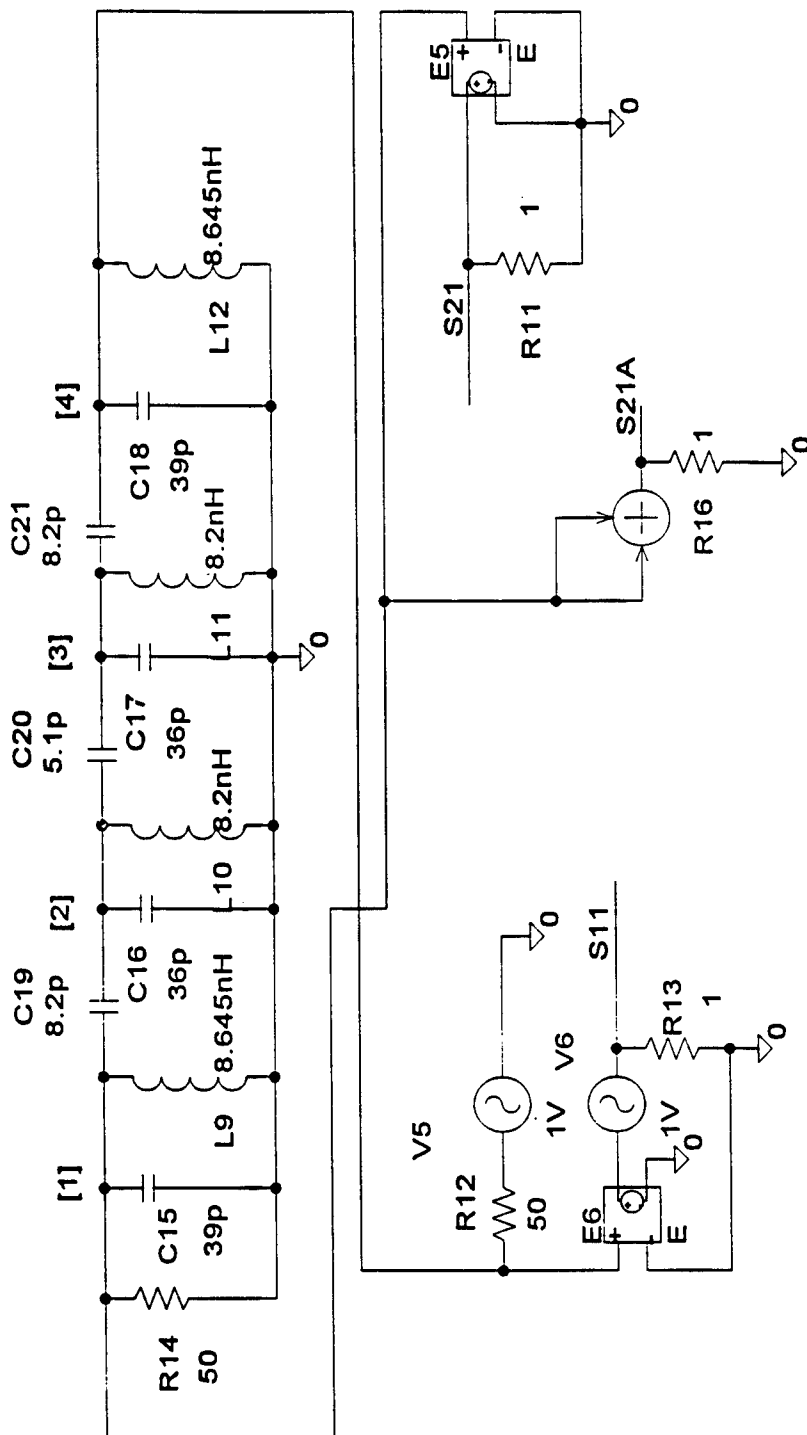 [1]
[2]
[3]
[4]
C19
8.2p
C20
5.1p
C21
8.2p
R14
50
C15
39p
L9
8.645nH
C16
36p
L10
8.2nH
C17
36p
L11
8.2nH
C18
39p
L12
8.645nH
0
V5
R12
50
1V
0
E6
+
-
E
0
V6
1V
S11
R13
1
0
S21A
R16
1
0
S21
R11
1
E5
+
-
E
0